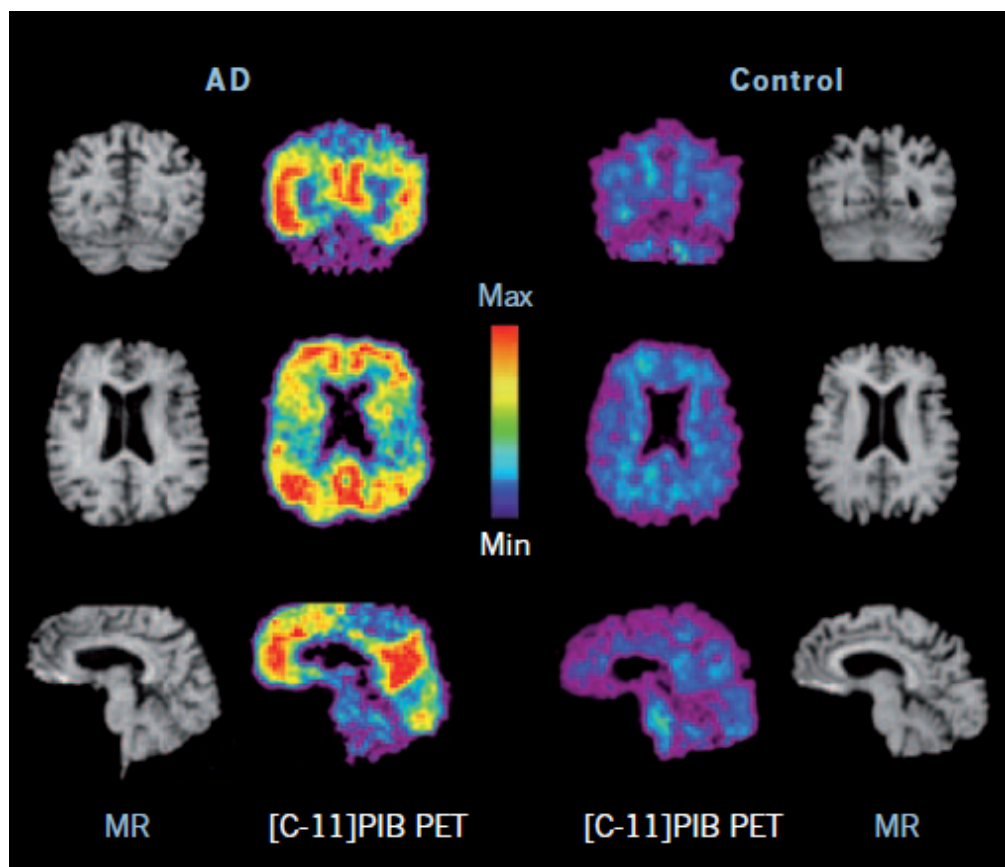 AD
Control
Max
Min
MR
[C-11]PIB PET
[C-11]PIB PET
MR